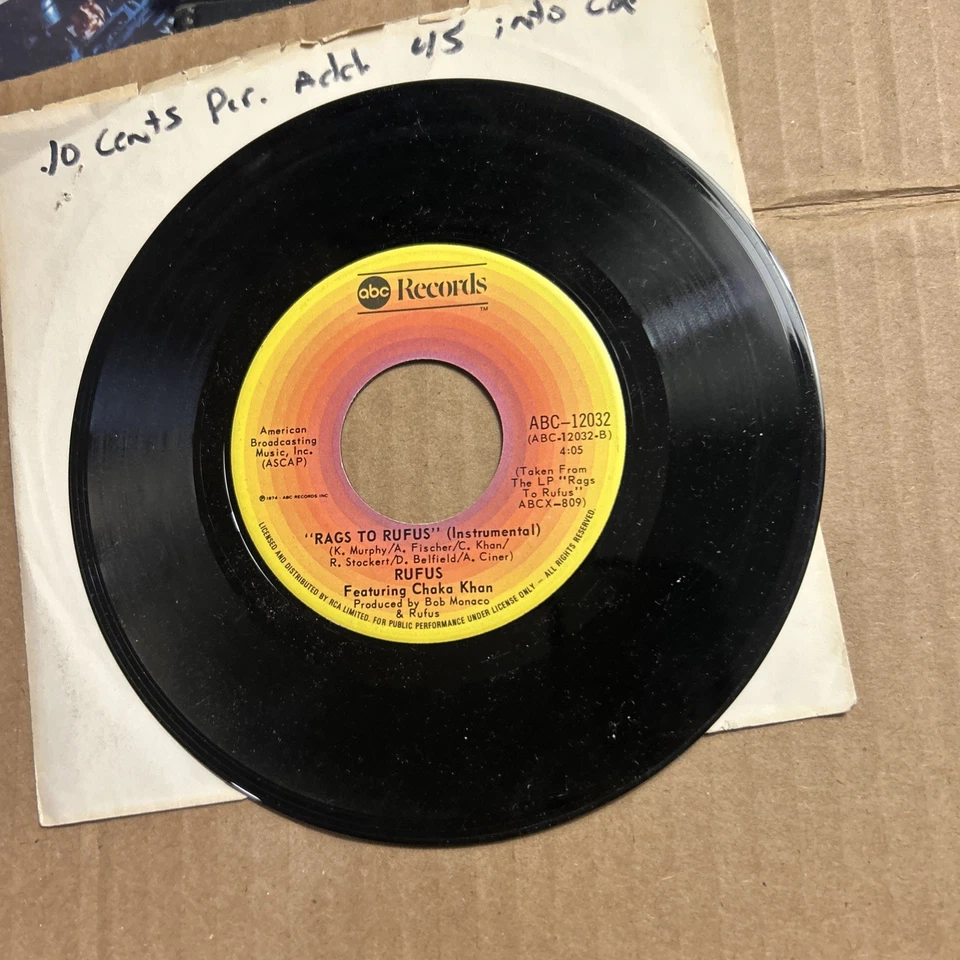 .10 Cents Per. Add 45 into
abc Records
TM
American
Broadcasting
Music, Inc.
(ASCAP)
℗ 1974 - ABC RECORDS INC
ABC-12032
(ABC-12032-B)
4:05
(Taken From
The LP "Rags
To Rufus"
ABCX-809)
"RAGS TO RUFUS" (Instrumental)
(K. Murphy/A. Fischer/C. Khan/
R. Stockert/D. Belfield/A. Ciner)
RUFUS
Featuring Chaka Khan
Produced by Bob Monaco
& Rufus
LICENSED AND DISTRIBUTED BY RCA LIMITED. FOR PUBLIC PERFORMANCE UNDER LICENSE ONLY — ALL RIGHTS RESERVED.